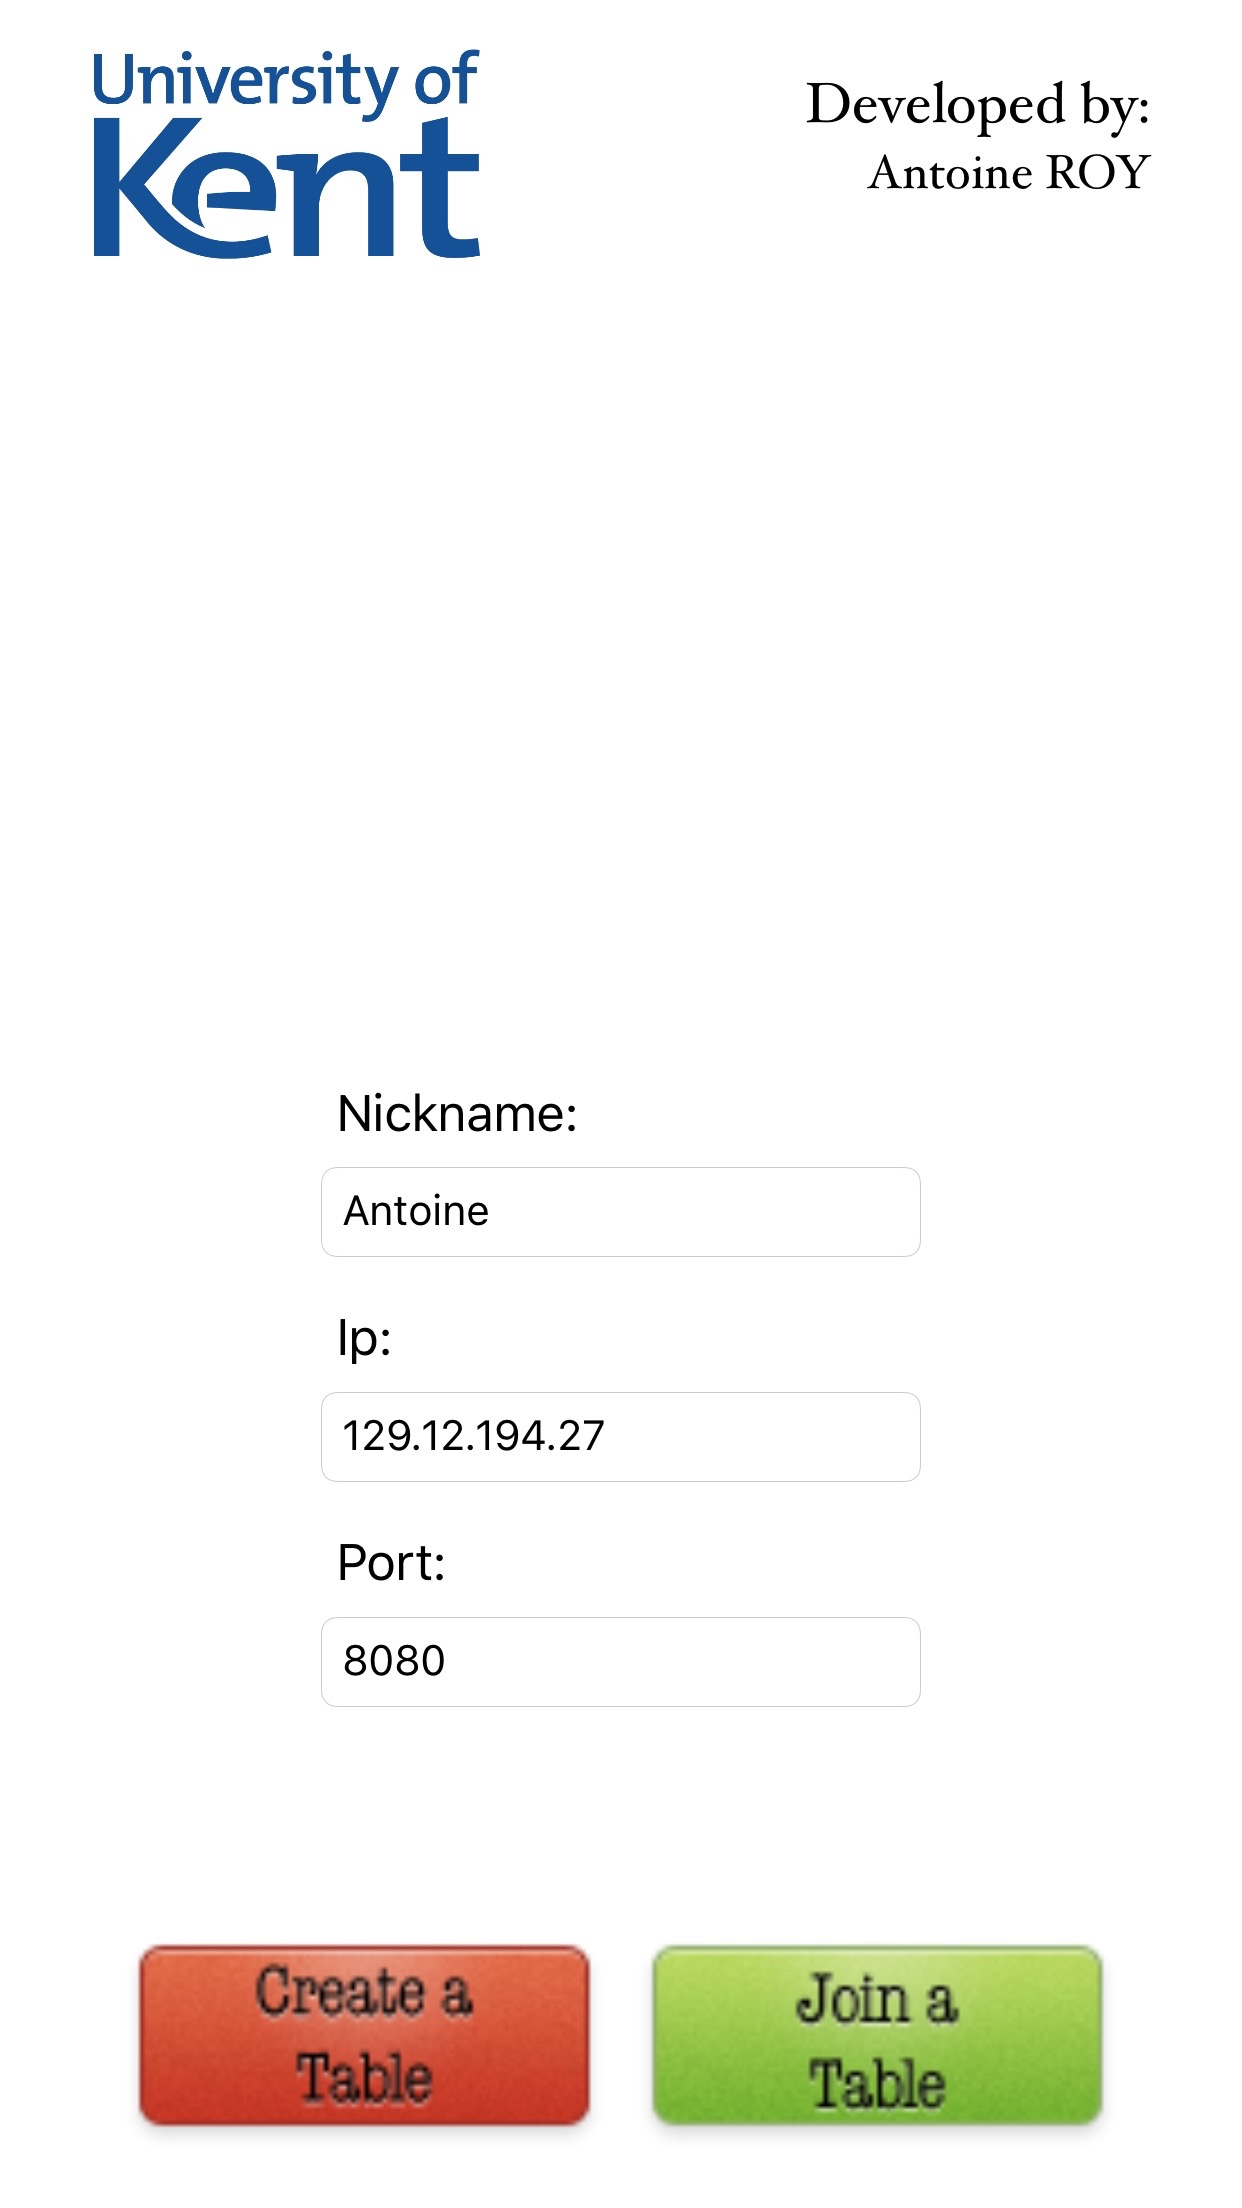 University of
Kent
Developed by:
Antoine ROY
Nickname:
Antoine
Ip:
129.12.194.27
Port:
8080
Create a
Table
Join a
Table